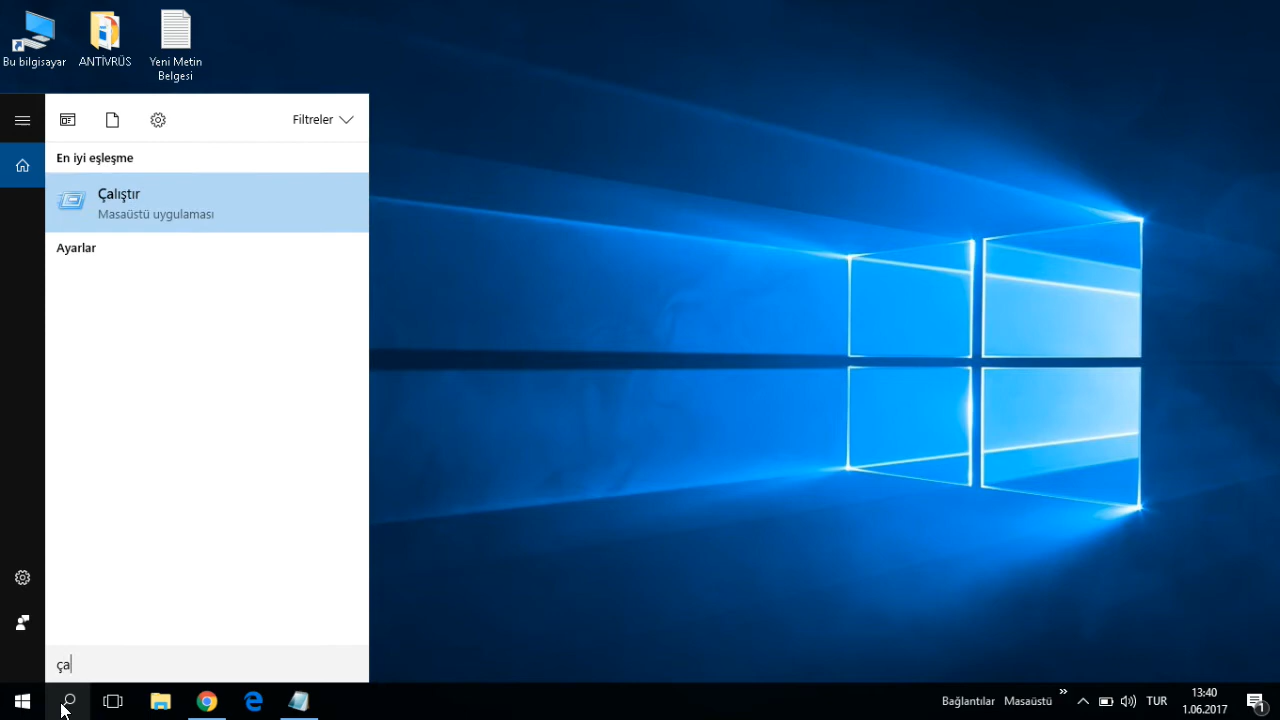 Bu bilgisayar
ANTİVRÜS
Yeni Metin
Belgesi
Filtreler
En iyi eşleşme
Çalıştır
Masaüstü uygulaması
Ayarlar
ça
Bağlantılar
Masaüstü
»
TUR
13:40
1.06.2017
1